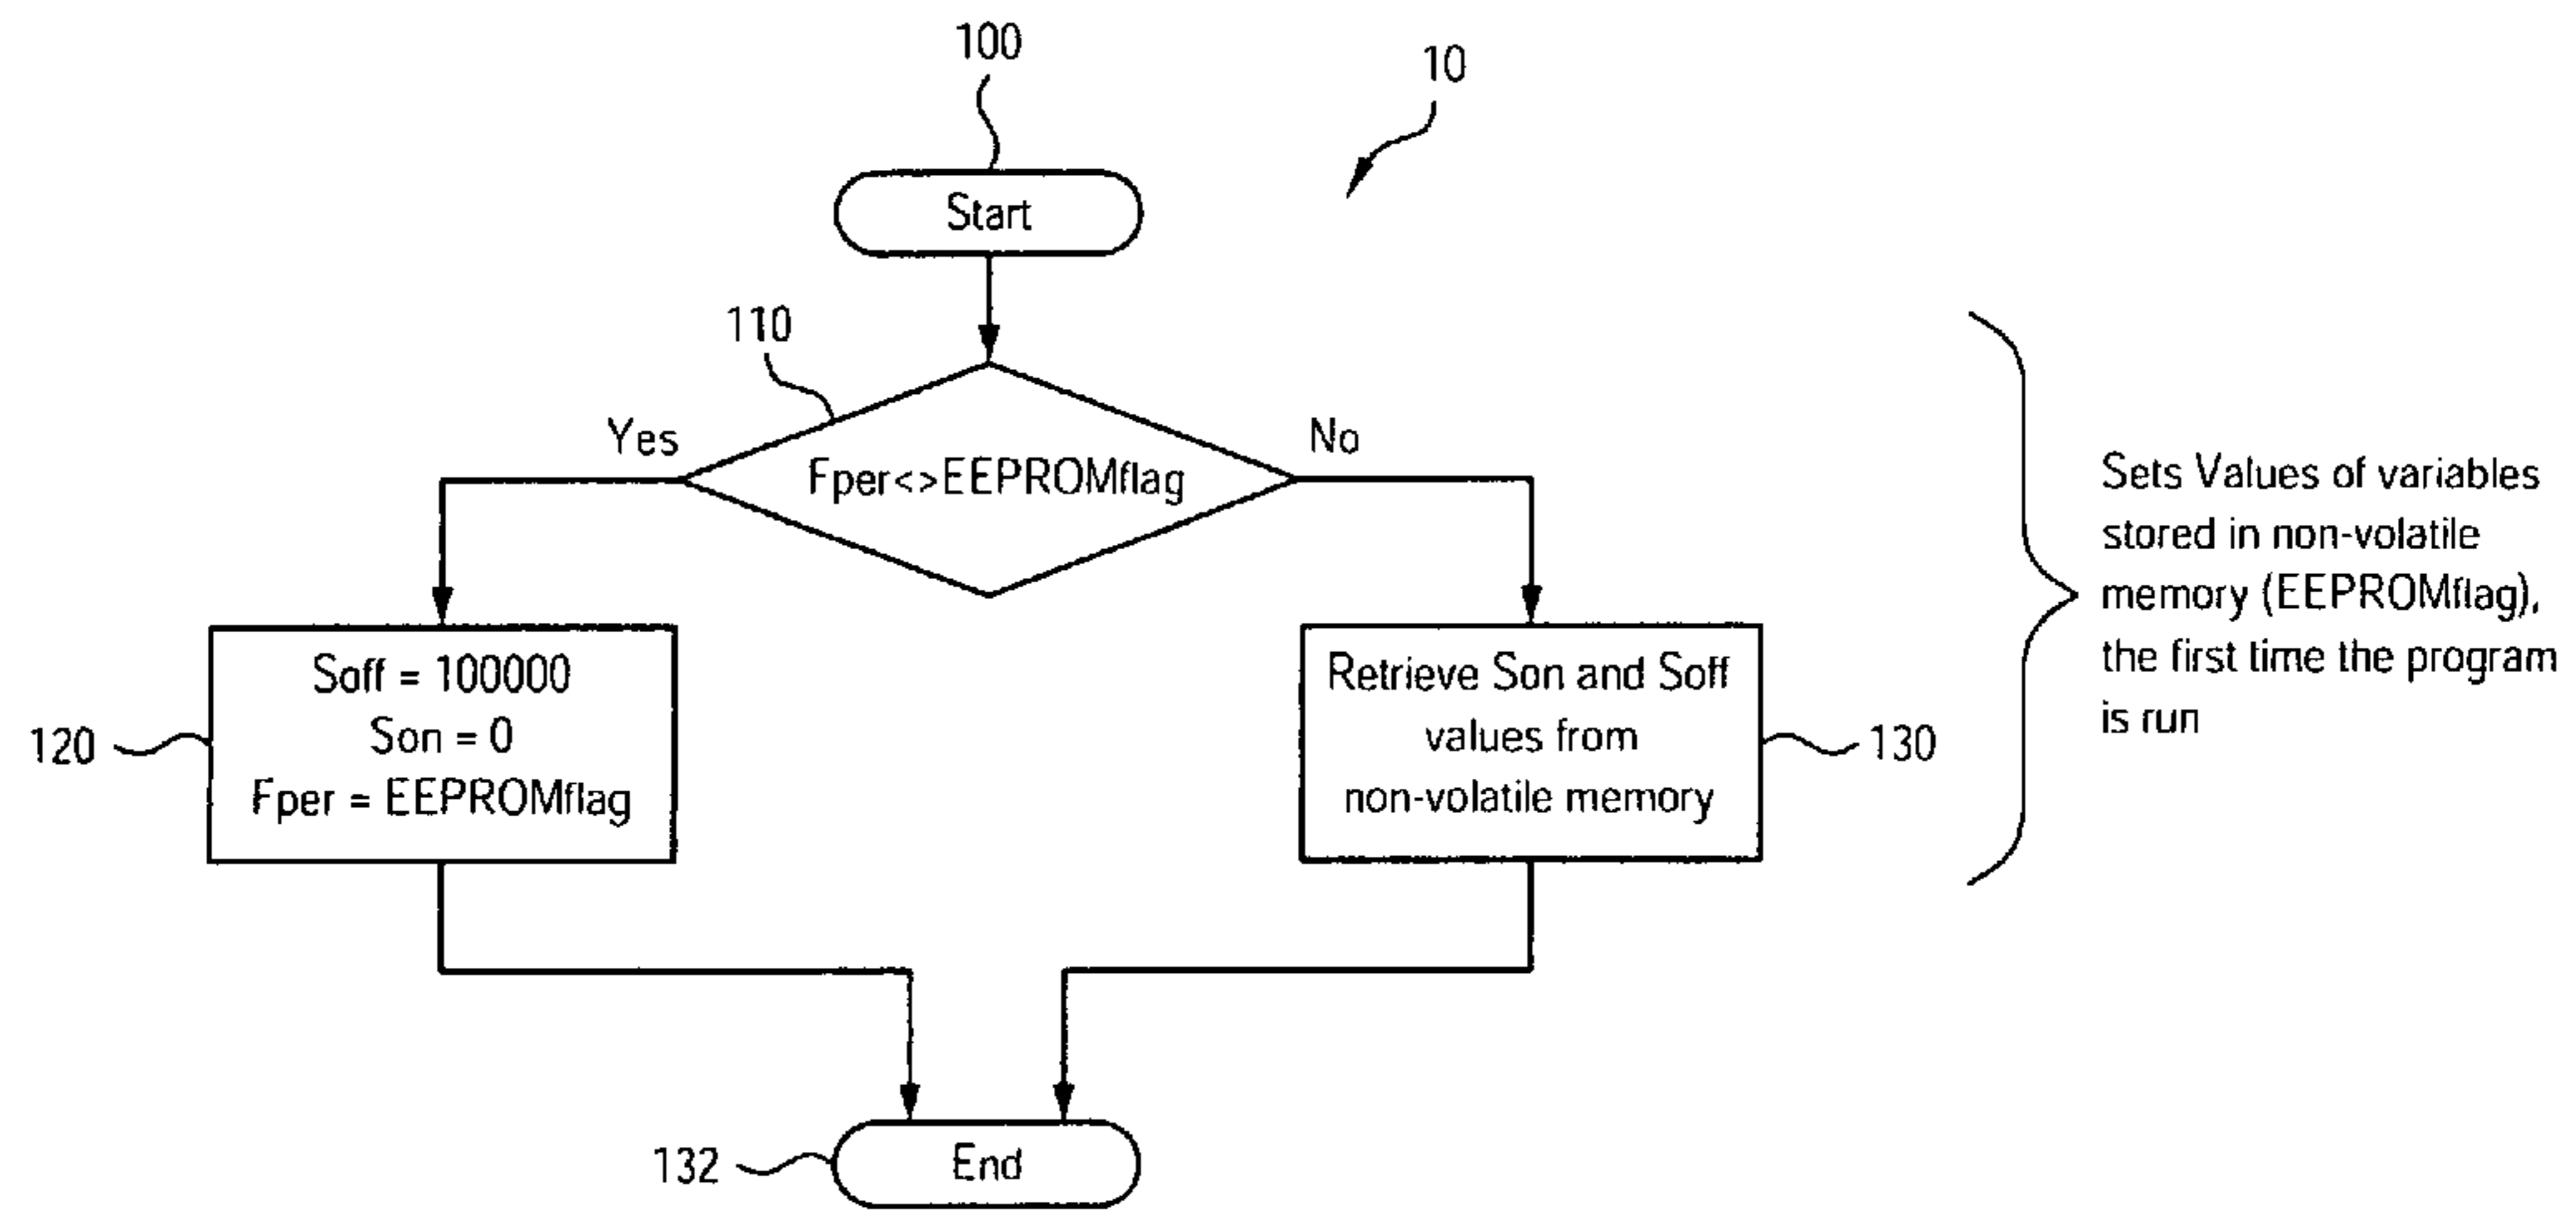 100
10
Start
110
Yes
No
Fper<>EEPROMflag
Soff = 100000
Son = 0
Fper = EEPROMflag
120
Retrieve Son and Soff
values from
non-volatile memory
130
Sets Values of variables
stored in non-volatile
memory (EEPROMflag),
the first time the program
is run
132
End